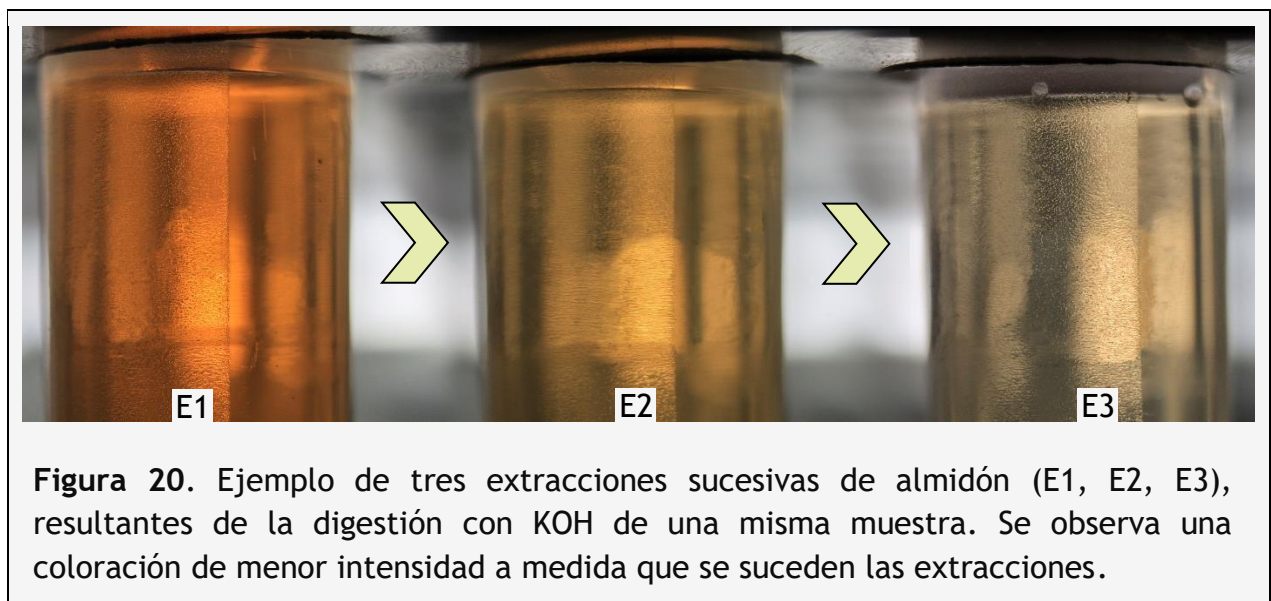 E1
E2
E3
Figura 20. Ejemplo de tres extracciones sucesivas de almidón (E1, E2, E3),
resultantes de la digestión con KOH de una misma muestra. Se observa una
coloración de menor intensidad a medida que se suceden las extracciones.